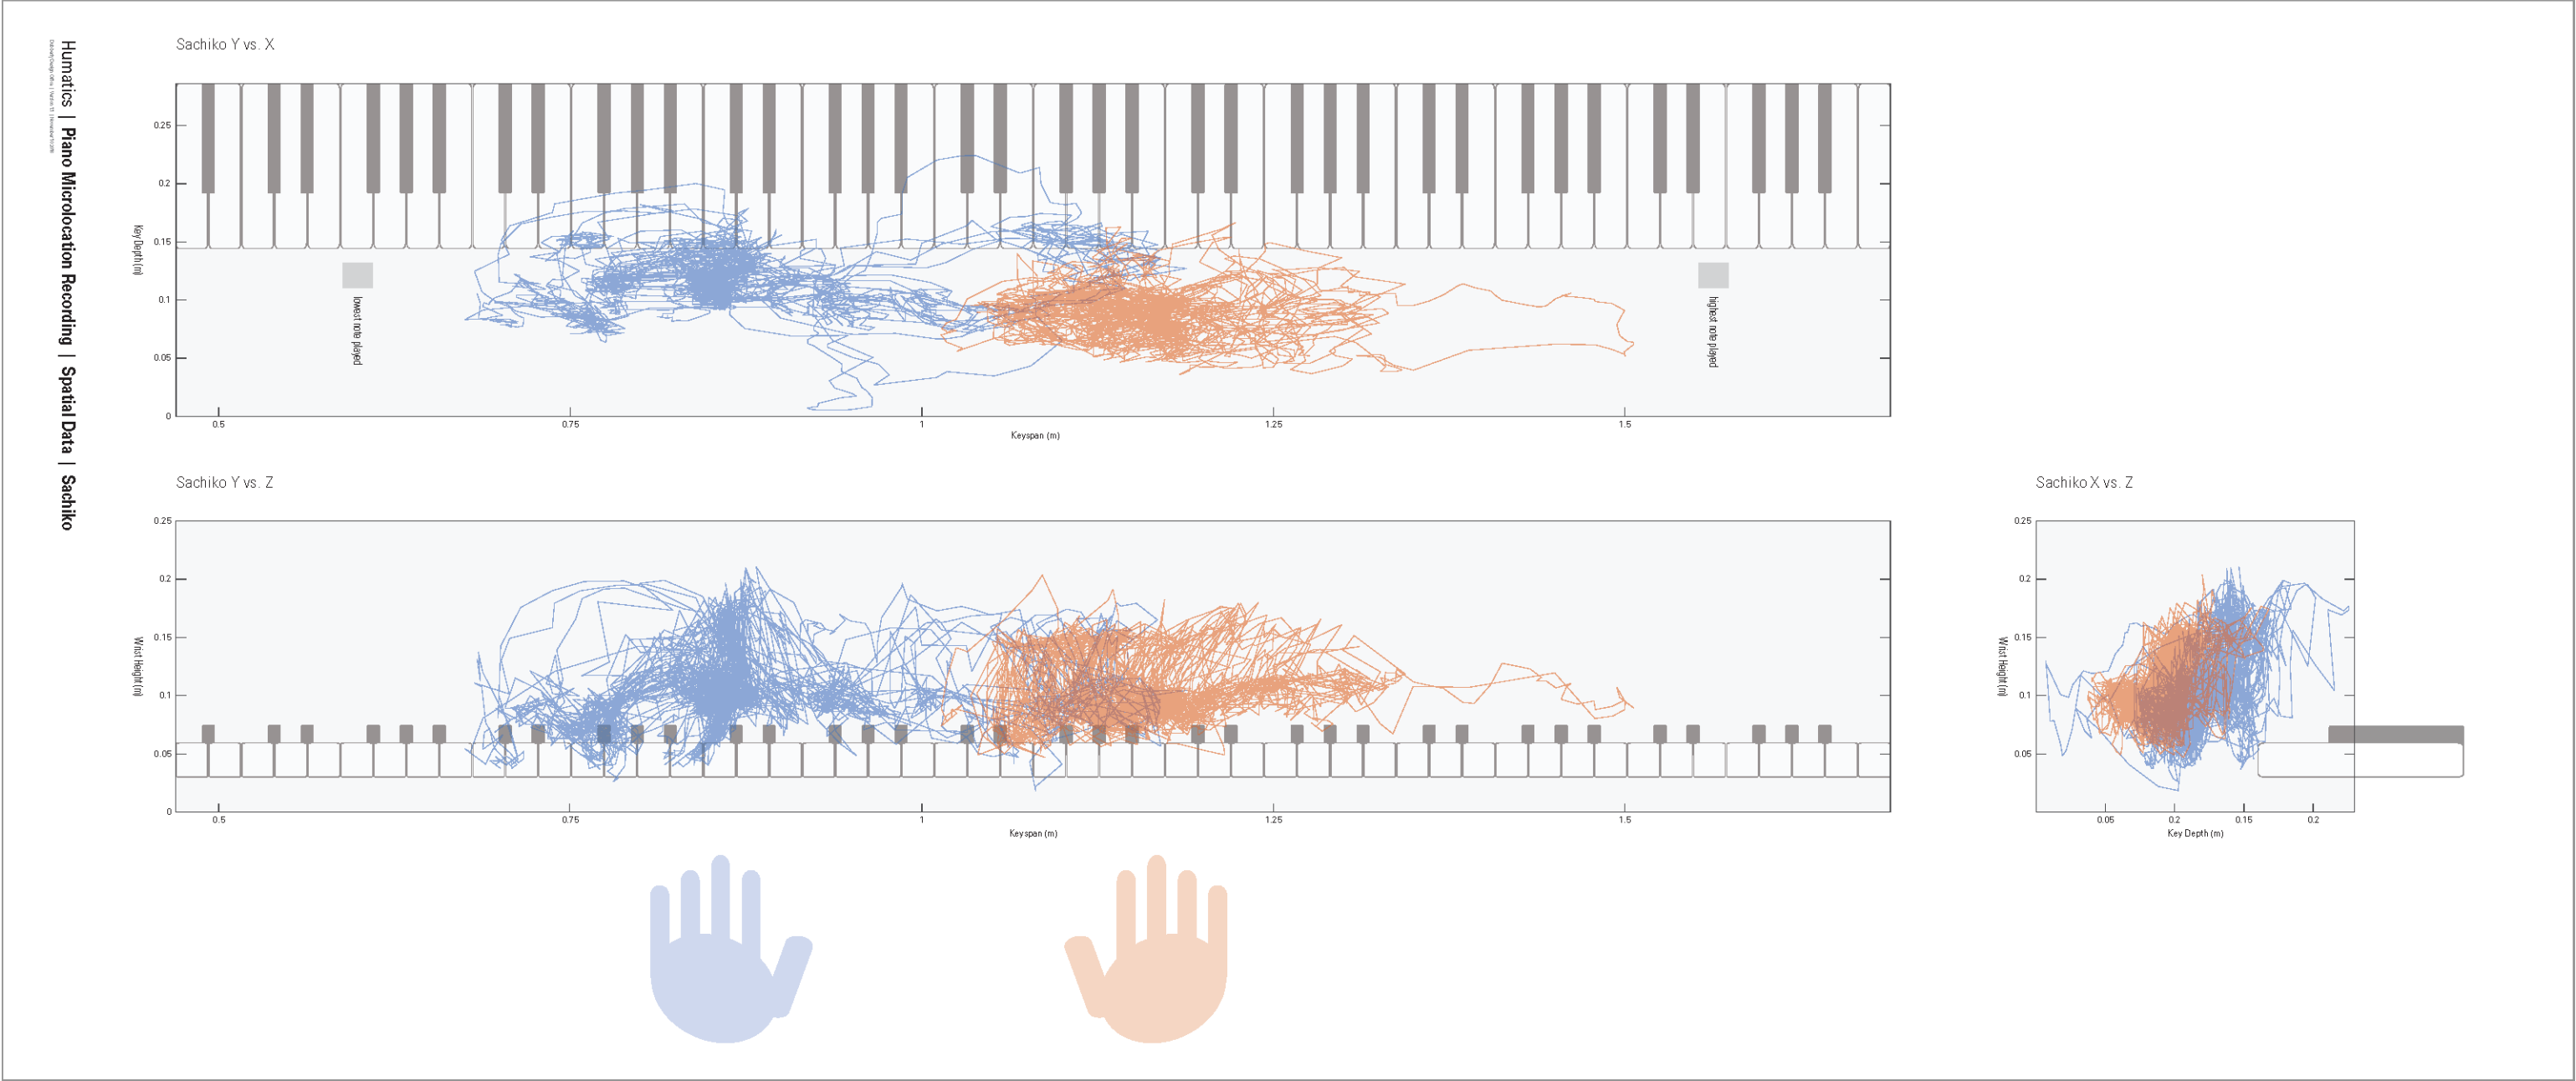 Humatics | Piano Microlocation Recording | Spatial Data | Sachiko
Sachiko Y vs. X
0.25
0.2
0.15
0.1
0.05
0
Key Depth (m)
lowest note played
highest note played
0.5
0.75
1
1.25
1.5
Keyspan (m)
Sachiko Y vs. Z
0.25
0.2
0.15
0.1
0.05
0
Wrist Height (m)
0.5
0.75
1
1.25
1.5
Keyspan (m)
Sachiko X vs. Z
0.25
0.2
0.15
0.1
0.05
Wrist Height (m)
0.05
0.2
0.15
0.2
Key Depth (m)